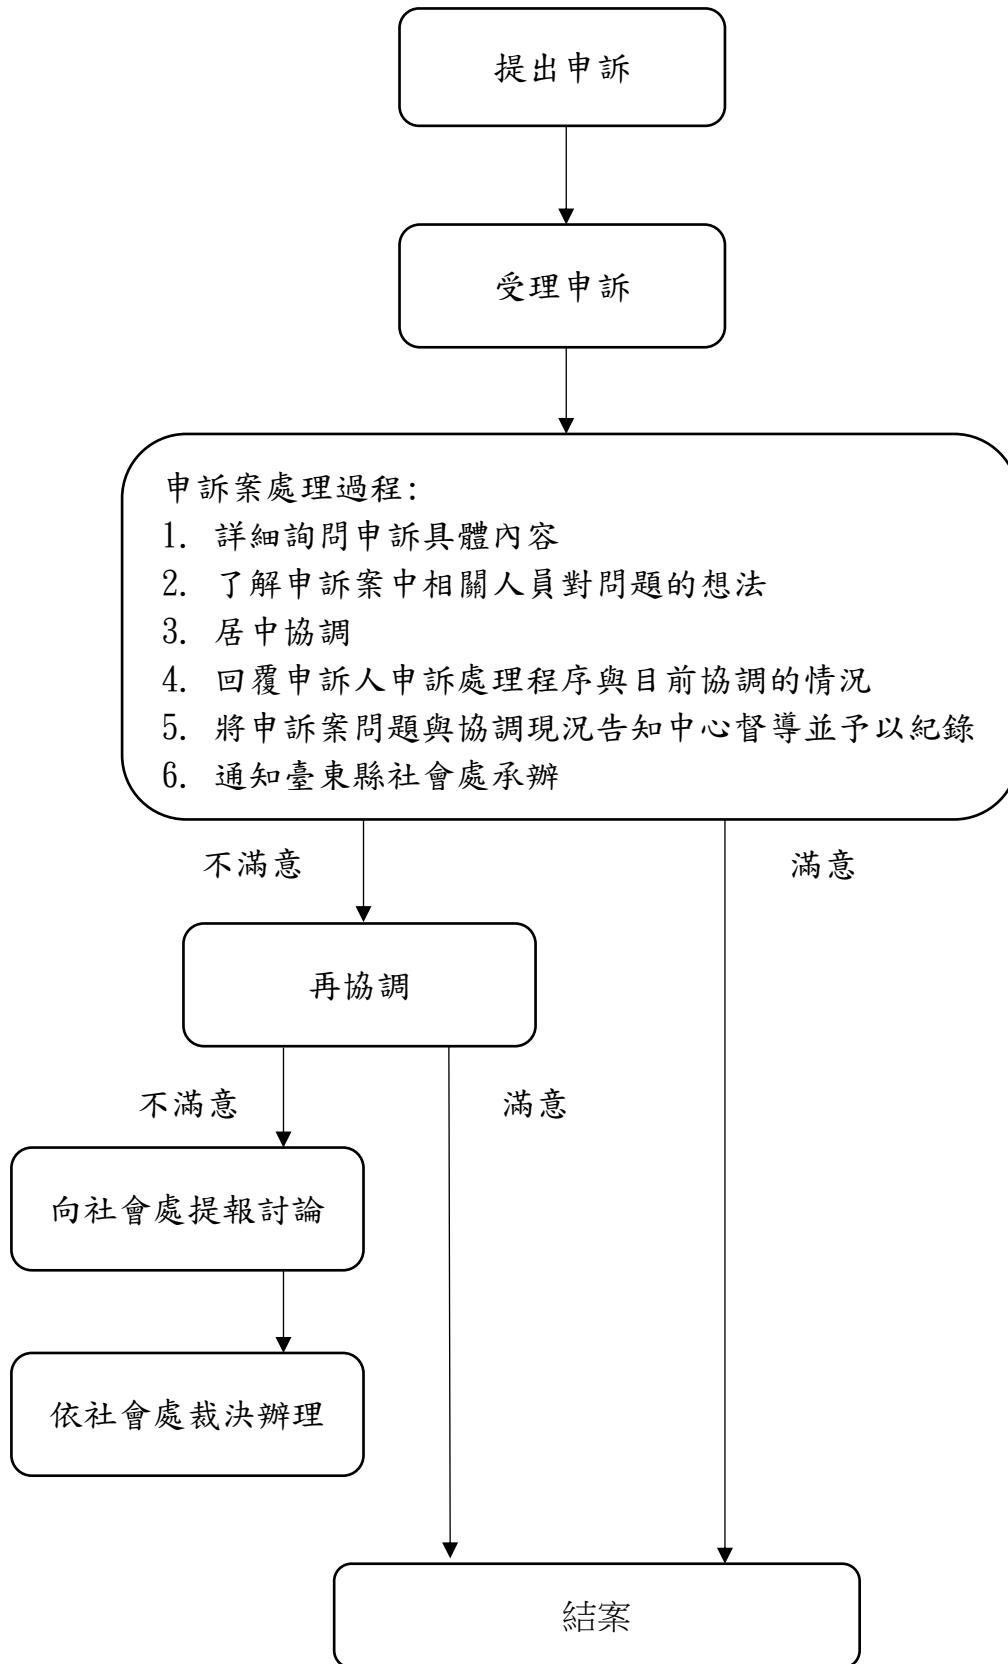 提出申訴
受理申訴
申訴案處理過程:
1. 詳細詢問申訴具體內容
2. 了解申訴案中相關人員對問題的想法
3. 居中協調
4. 回覆申訴人申訴處理程序與目前協調的情況
5. 將申訴案問題與協調現況告知中心督導並予以紀錄
6. 通知臺東縣社會處承辦
不滿意
滿意
再協調
不滿意
滿意
向社會處提報討論
依社會處裁決辦理
結案